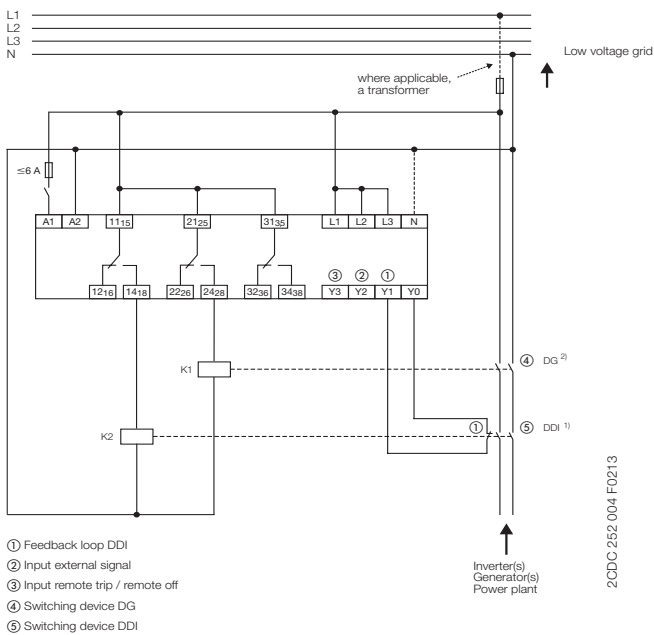 L1
L2
L3
N
Low voltage grid
where applicable,
a transformer
≤6 A
A1 A2 1115 2125 3135 L1 L2 L3 N
③ ② ①
1216 1418 2226 2428 3236 3438 Y3 Y2 Y1 Y0
K1
④ DG 2)
K2
① ⑤ DDI 1)
2CDC 252 004 F0213
Inverter(s)
Generator(s)
Power plant
① Feedback loop DDI
② Input external signal
③ Input remote trip / remote off
④ Switching device DG
⑤ Switching device DDI